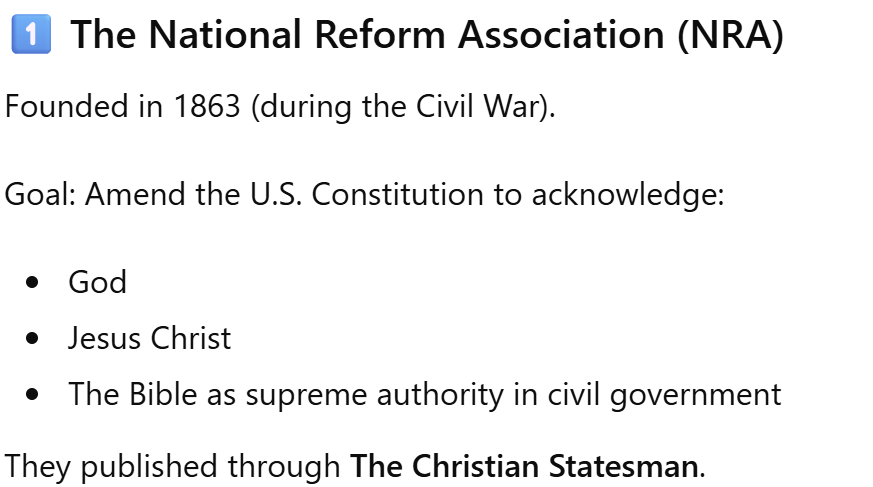 1️⃣ The National Reform Association (NRA)
Founded in 1863 (during the Civil War).
Goal: Amend the U.S. Constitution to acknowledge:
• God
• Jesus Christ
• The Bible as supreme authority in civil government
They published through The Christian Statesman.